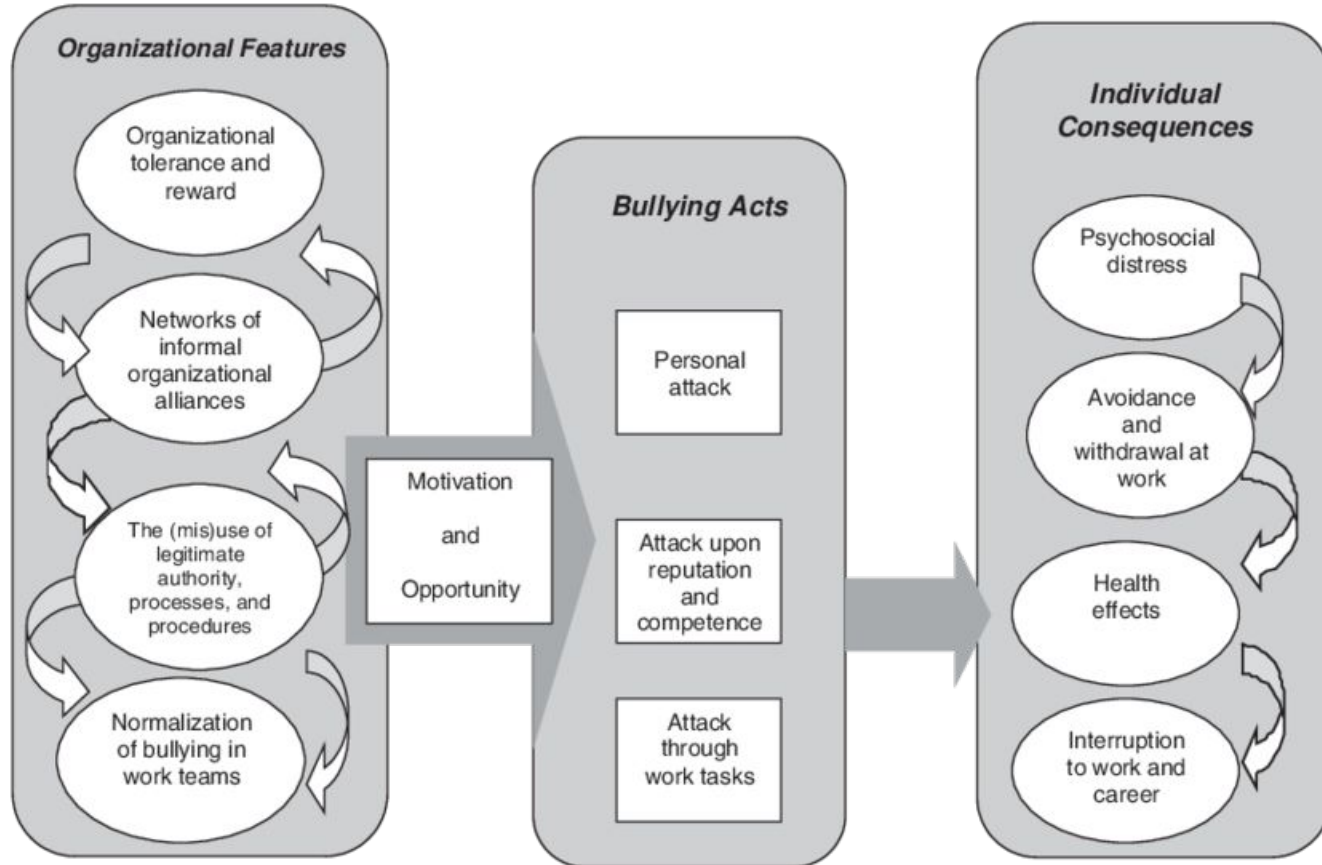 Organizational Features
Organizational
tolerance and
reward
Networks of
informal
organizational
alliances
The (mis)use of
legitimate
authority,
processes, and
procedures
Normalization
of bullying in
work teams
Motivation
and
Opportunity
Bullying Acts
Personal
attack
Attack upon
reputation
and
competence
Attack
through
work tasks
Individual
Consequences
Psychosocial
distress
Avoidance
and
withdrawal at
work
Health
effects
Interruption
to work and
career